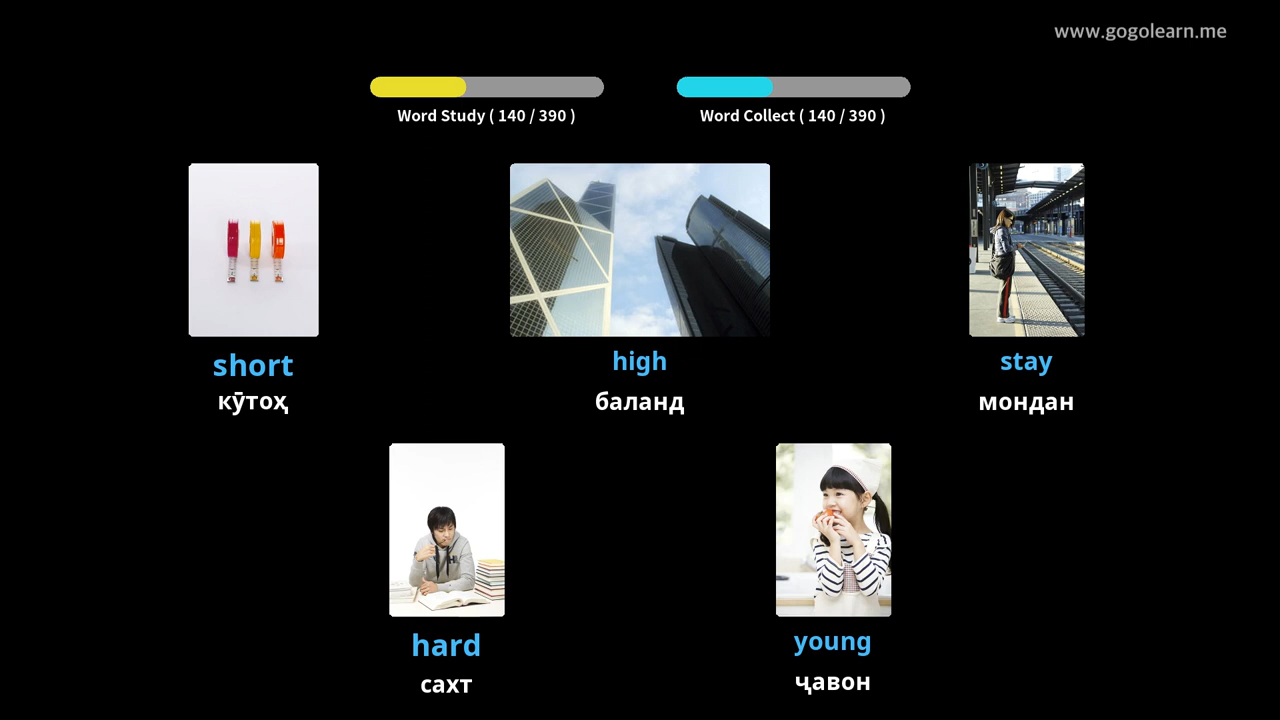 www.gogolearn.me
Word Study ( 140 / 390 )
Word Collect ( 140 / 390 )
short
кӯтоҳ
high
баланд
stay
мондан
hard
сахт
young
ҷавон